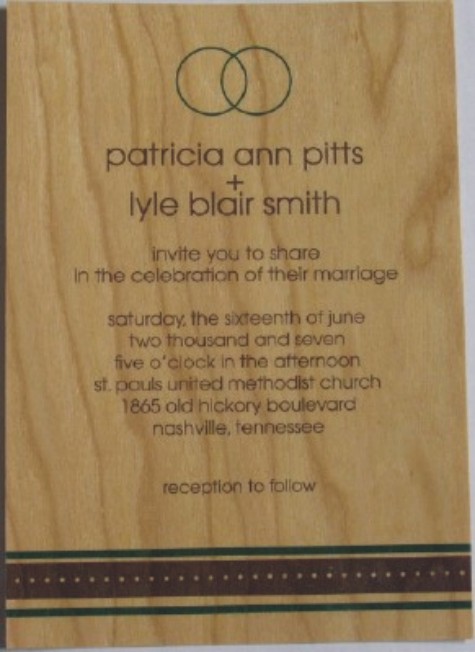 patricia ann pitts
+
lyle blair smith
invite you to share
in the celebration of their marriage
saturday, the sixteenth of june
two thousand and seven
five o'clock in the afternoon
st. pauls united methodist church
1865 old hickory boulevard
nashville, tennessee
reception to follow